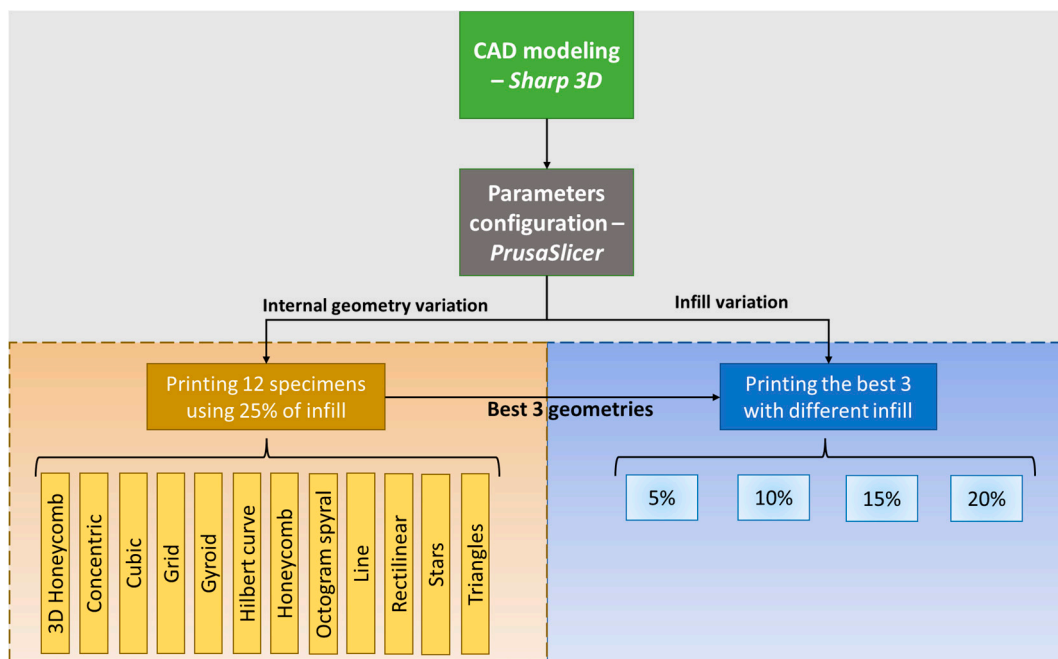 CAD modeling
– Sharp 3D
Parameters
configuration –
PrusaSlicer
Internal geometry variation
Infill variation
Printing 12 specimens
using 25% of infill
Best 3 geometries
Printing the best 3
with different infill
3D Honeycomb
Concentric
Cubic
Grid
Gyroid
Hilbert curve
Honeycomb
Octogram spyral
Line
Rectilinear
Stars
Triangles
5%
10%
15%
20%